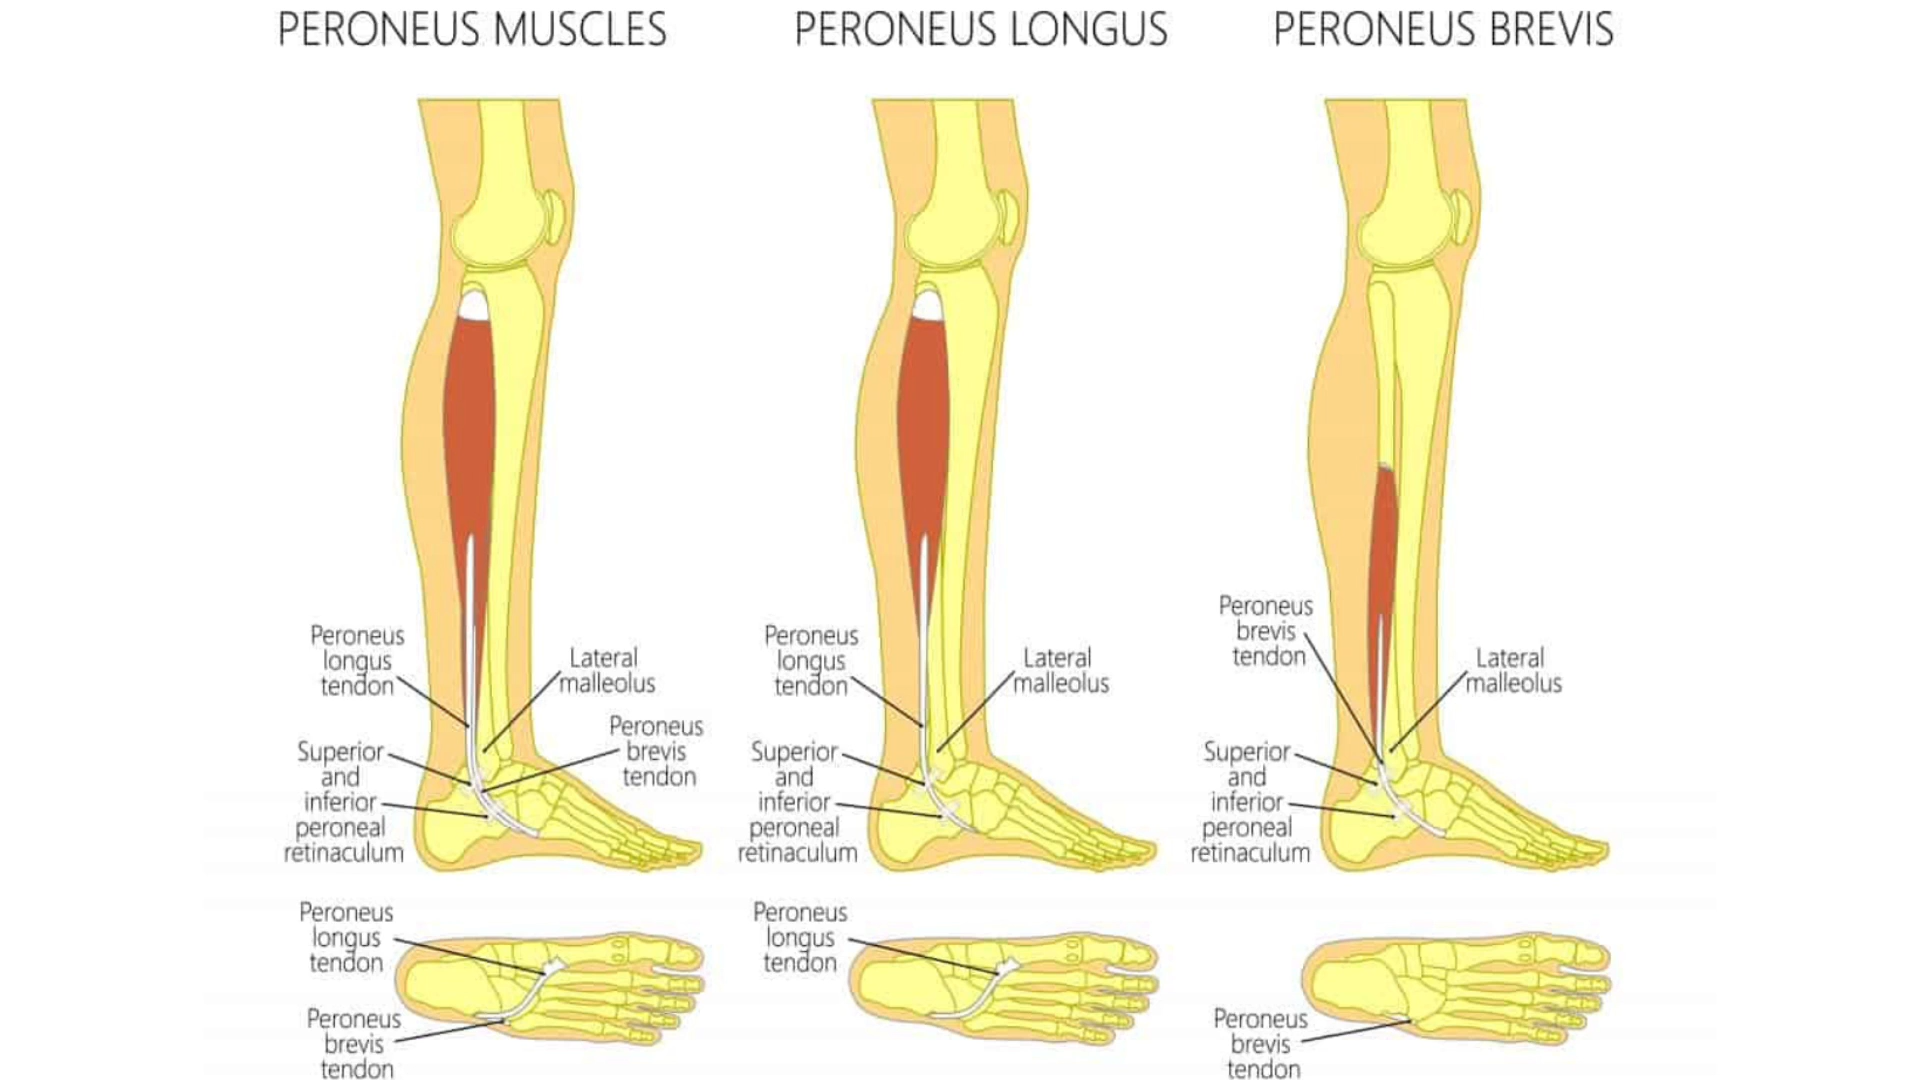 PERONEUS MUSCLES
PERONEUS LONGUS
PERONEUS BREVIS
Peroneus
longus
tendon
Lateral
malleolus
Peroneus
brevis
tendon
Superior
and
inferior
peroneal
retinaculum
Peroneus
longus
tendon
Peroneus
brevis
tendon
Peroneus
longus
tendon
Lateral
malleolus
Superior
and
inferior
peroneal
retinaculum
Peroneus
longus
tendon
Peroneus
brevis
tendon
Lateral
malleolus
Superior
and
inferior
peroneal
retinaculum
Peroneus
brevis
tendon